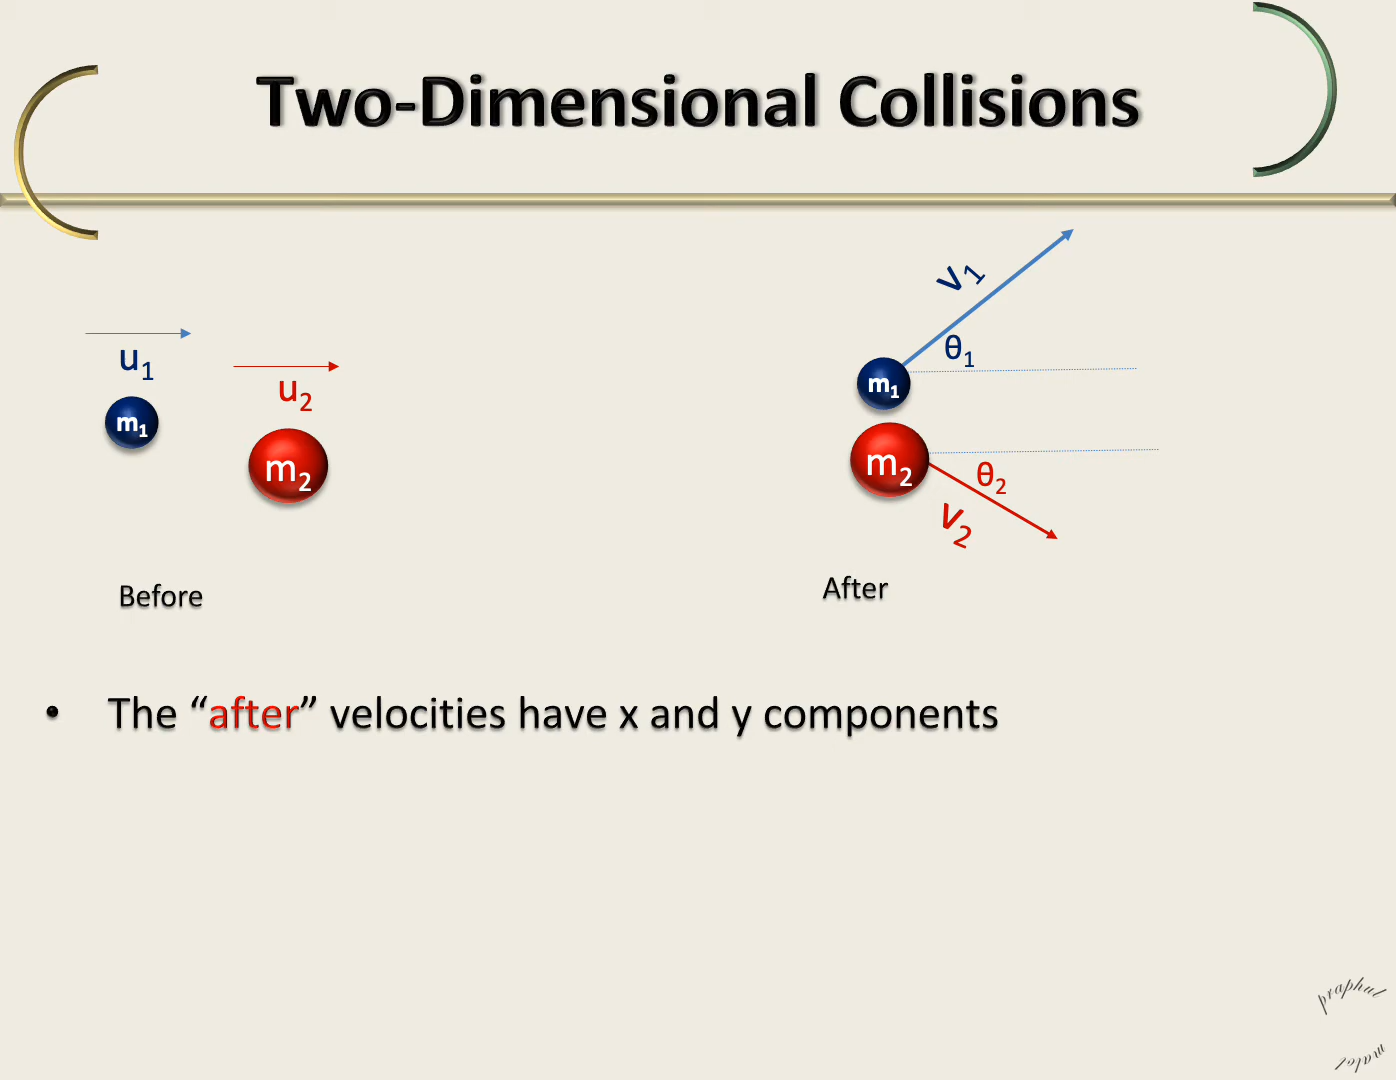 Two-Dimensional Collisions
u1
m1
u2
m2
Before
V1
θ1
m1
m2
θ2
V2
After
• The “after” velocities have x and y components
praphul